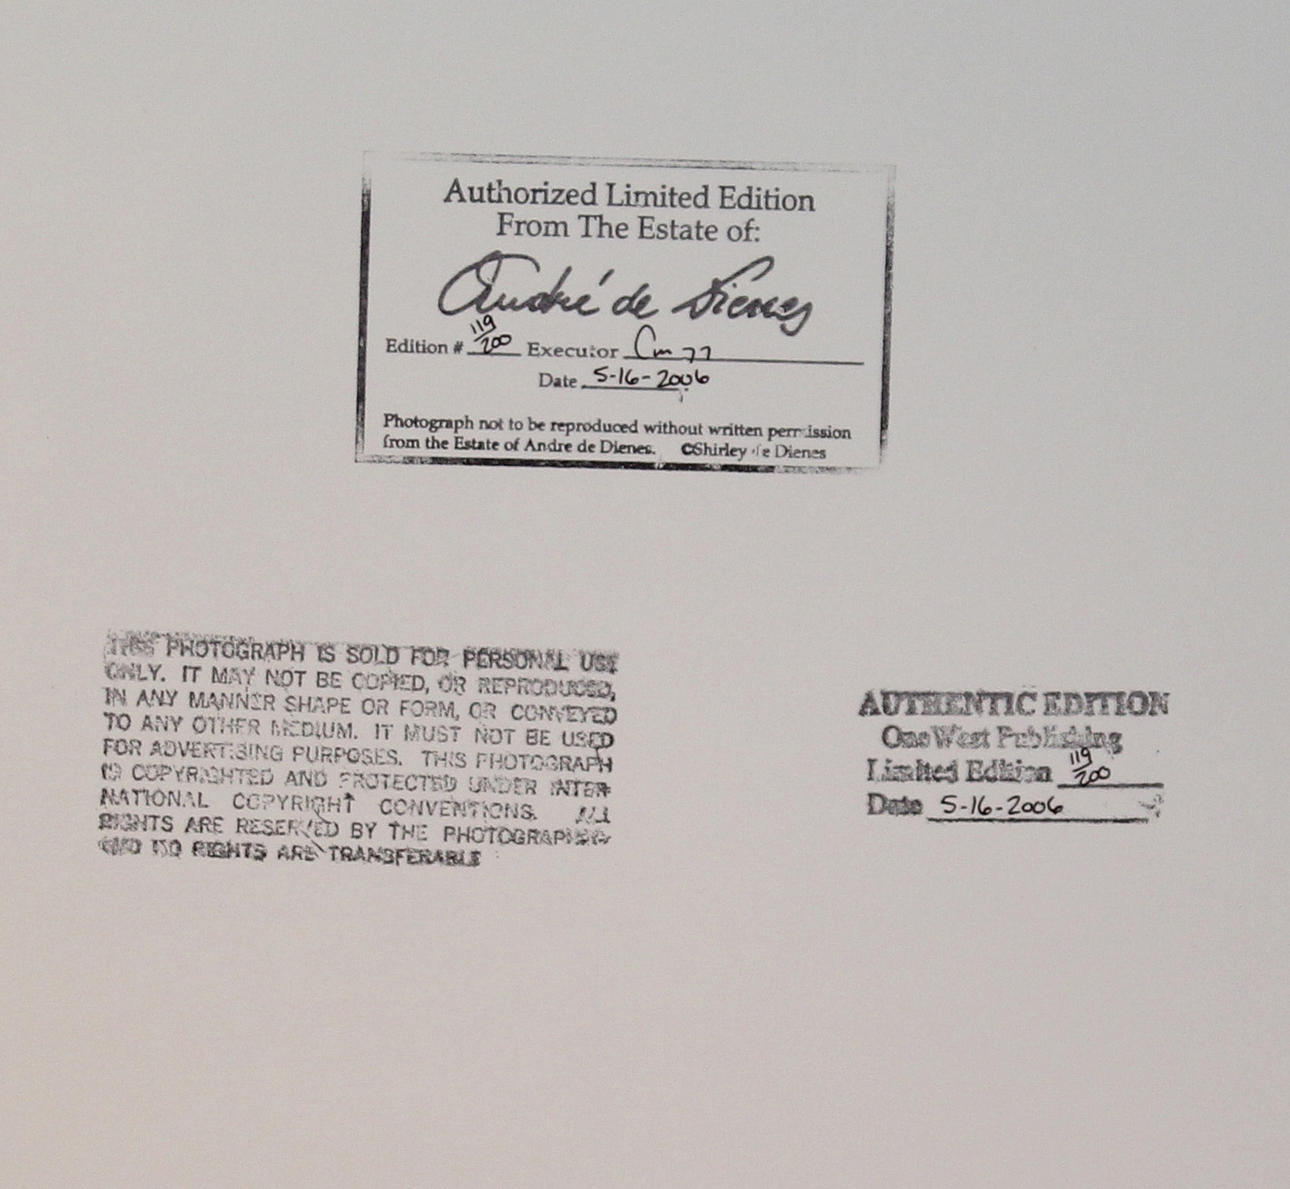 Authorized Limited Edition
From The Estate of:
André de Dienes
Edition # 119/200 Executor
Date 5-16-2006
Photograph not to be reproduced without written permission
from the Estate of Andre de Dienes. ©Shirley de Dienes
THIS PHOTOGRAPH IS SOLD FOR PERSONAL USE
ONLY. IT MAY NOT BE COPIED, OR REPRODUCED,
IN ANY MANNER SHAPE OR FORM, OR CONVEYED
TO ANY OTHER MEDIUM. IT MUST NOT BE USED
FOR ADVERTISING PURPOSES. THIS PHOTOGRAPH
IS COPYRIGHTED AND PROTECTED UNDER INTER-
NATIONAL COPYRIGHT CONVENTIONS. ALL
RIGHTS ARE RESERVED BY THE PHOTOGRAPHER
AND NO RIGHTS ARE TRANSFERABLE
AUTHENTIC EDITION
OneWest Publishing
Limited Edition 119/200
Date 5-16-2006